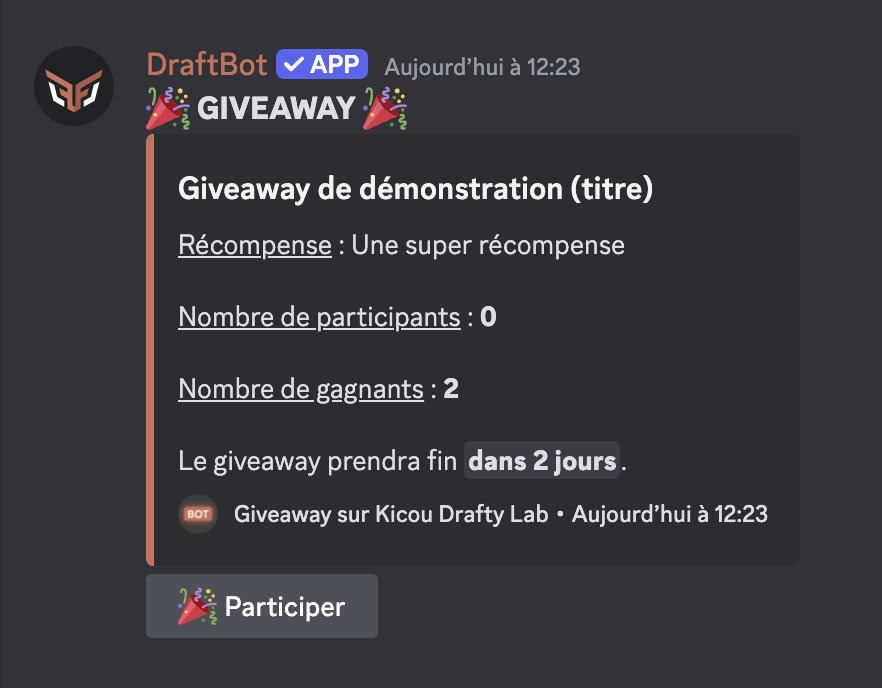 DraftBot ✓ APP Aujourd’hui à 12:23
🎉 GIVEAWAY 🎉
Giveaway de démonstration (titre)
Récompense : Une super récompense
Nombre de participants : 0
Nombre de gagnants : 2
Le giveaway prendra fin dans 2 jours.
BOT Giveaway sur Kicou Drafty Lab • Aujourd’hui à 12:23
🎉 Participer